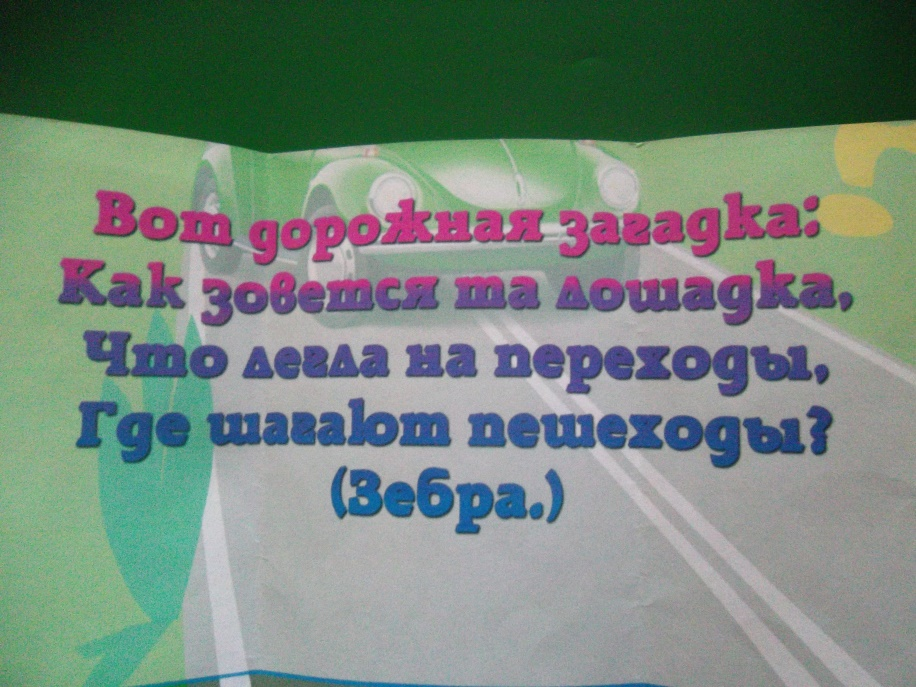 Вот дорожная загадка:
Как зовется та лошадка,
Что легла на переходы,
Где шагают пешеходы?
(Зебра.)